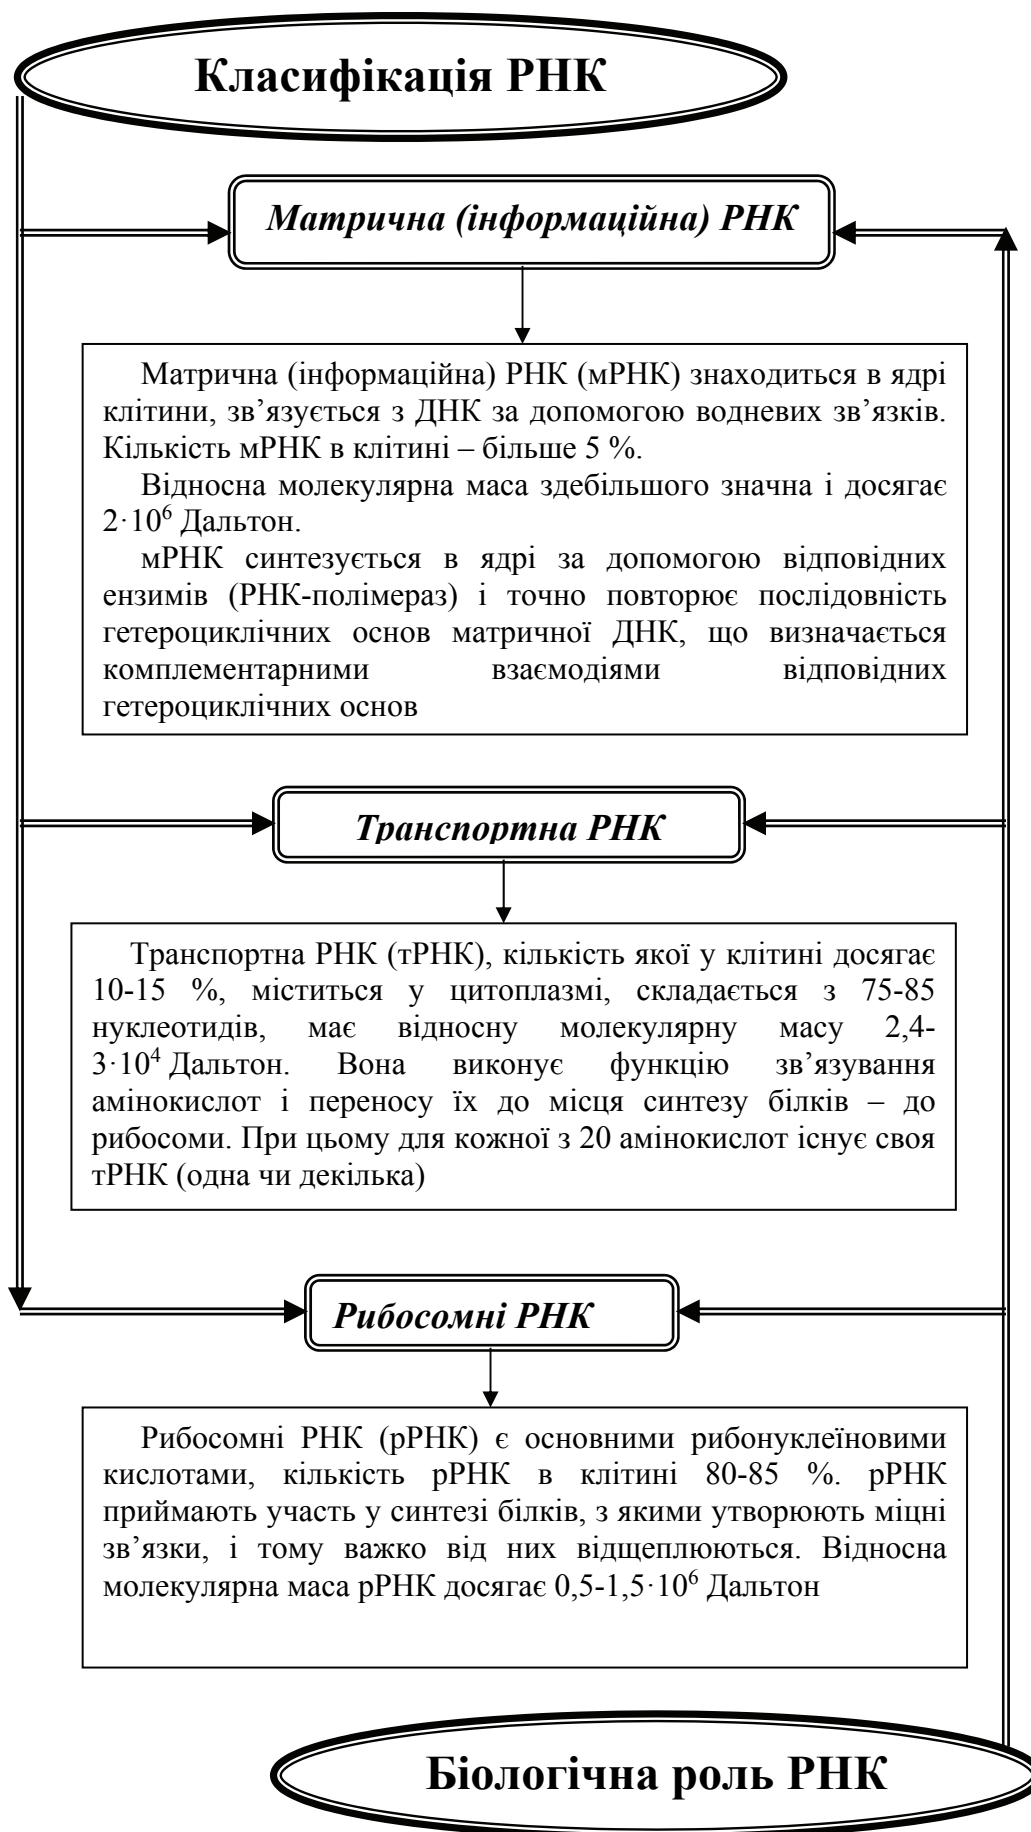 Класифікація РНК
Матрична (інформаційна) РНК
Матрична (інформаційна) РНК (мРНК) знаходиться в ядрі
клітини, зв’язується з ДНК за допомогою водневих зв’язків.
Кількість мРНК в клітині – більше 5 %.
Відносна молекулярна маса здебільшого значна і досягає
2·10⁶ Дальтон.
мРНК синтезується в ядрі за допомогою відповідних
ензимів (РНК-полімераз) і точно повторює послідовність
гетероциклічних основ матричної ДНК, що визначається
комплементарними взаємодіями відповідних
гетероциклічних основ
Транспортна РНК
Транспортна РНК (тРНК), кількість якої у клітині досягає
10-15 %, міститься у цитоплазмі, складається з 75-85
нуклеотидів, має відносну молекулярну масу 2,4-
3·10⁴ Дальтон. Вона виконує функцію зв’язування
амінокислот і переносу їх до місця синтезу білків – до
рибосоми. При цьому для кожної з 20 амінокислот існує своя
тРНК (одна чи декілька)
Рибосомні РНК
Рибосомні РНК (рРНК) є основними рибонуклеїновими
кислотами, кількість рРНК в клітині 80-85 %. рРНК
приймають участь у синтезі білків, з якими утворюють міцні
зв’язки, і тому важко від них відщеплюються. Відносна
молекулярна маса рРНК досягає 0,5-1,5·10⁶ Дальтон
Біологічна роль РНК